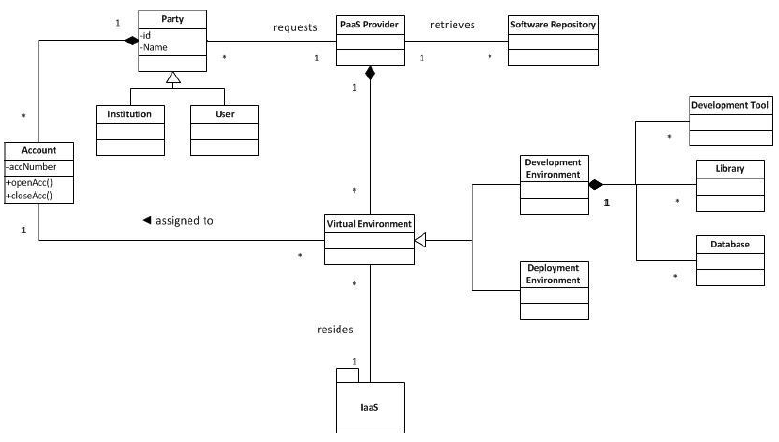 1
Party
-id
-Name
*
requests
1
PaaS Provider
retrieves
1
*
Software Repository
1
Institution
User
*
Account
-accNumber
+openAcc()
+closeAcc()
1
◄ assigned to
*
*
Virtual Environment
*
resides
1
IaaS
Development
Environment
1
Deployment
Environment
Development Tool
*
Library
*
Database
*